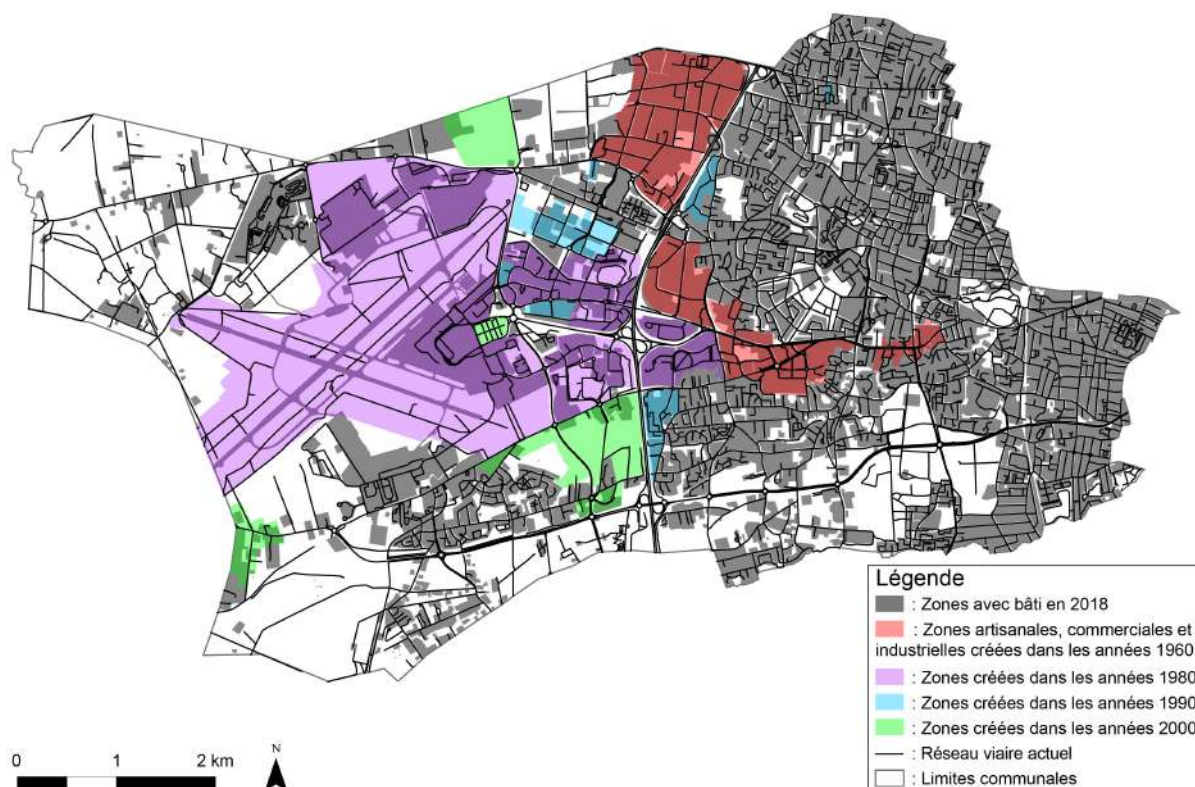 Légende
: Zones avec bâti en 2018
: Zones artisanales, commerciales et
industrielles créées dans les années 1960
: Zones créées dans les années 1980
: Zones créées dans les années 1990
: Zones créées dans les années 2000
: Réseau viaire actuel
: Limites communales
0 1 2 km
N